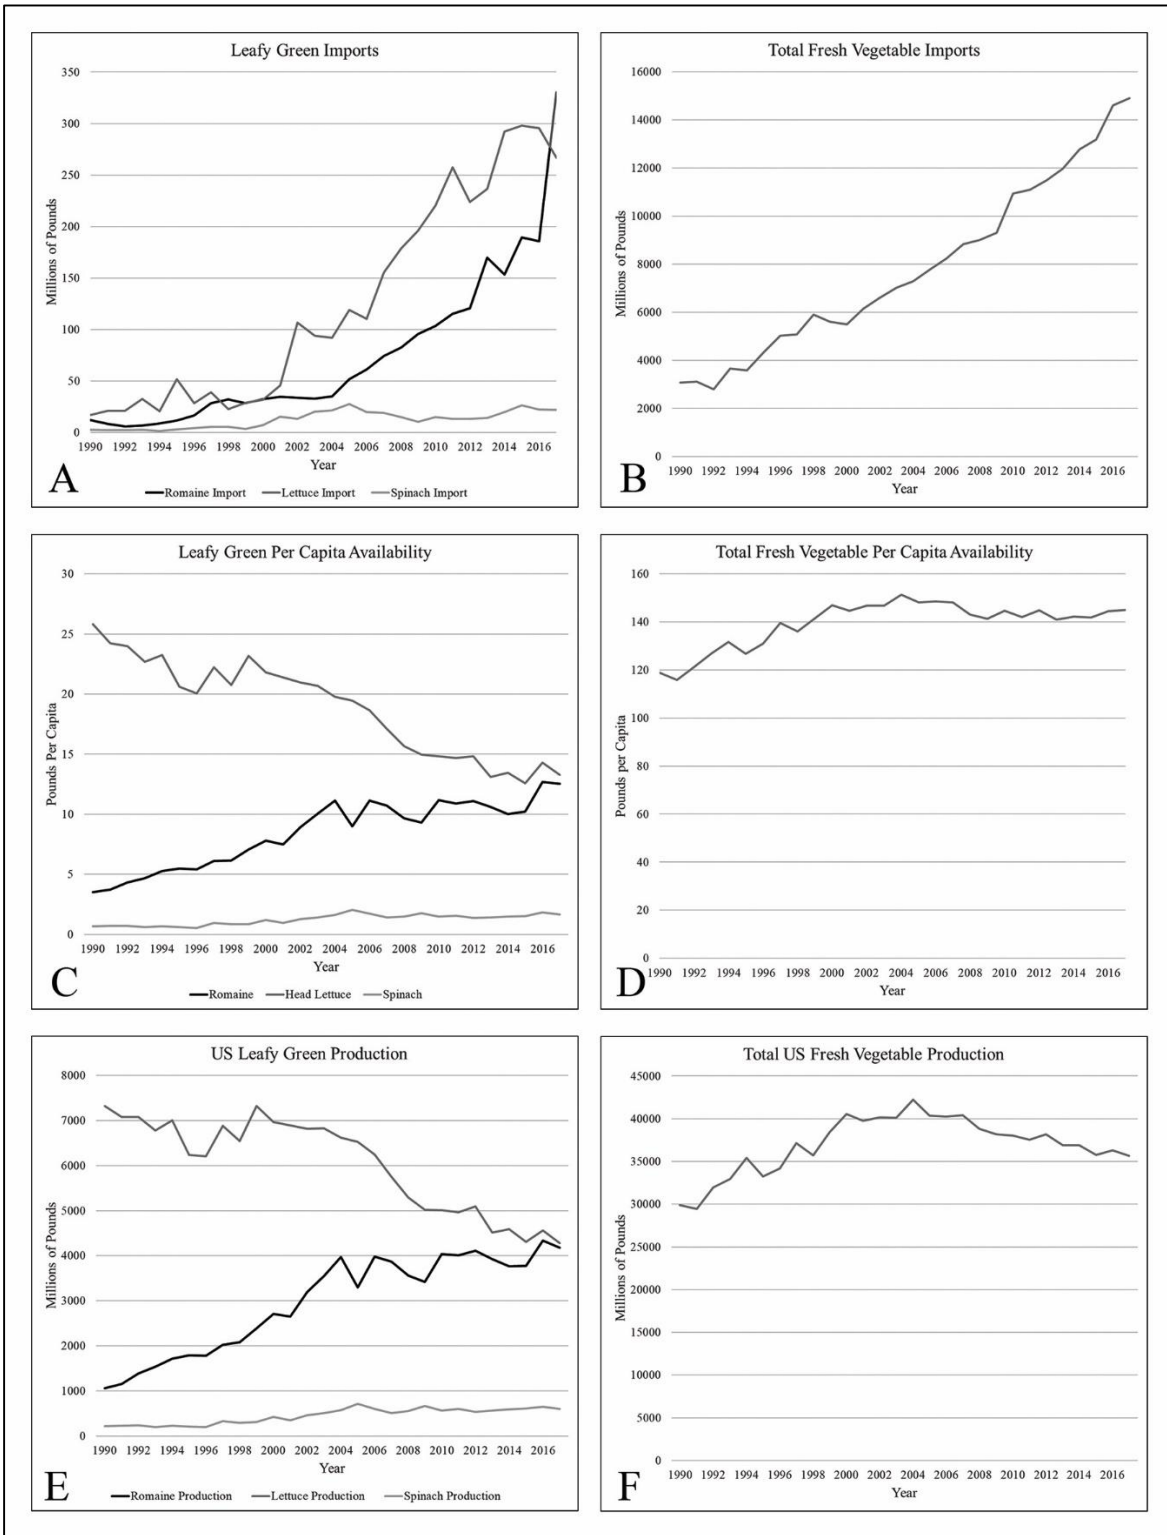 Leafy Green Imports
350
300
250
200
150
100
50
0
Millions of Pounds
1990 1992 1994 1996 1998 2000 2002 2004 2006 2008 2010 2012 2014 2016
Year
A
Romaine Import Lettuce Import Spinach Import
Total Fresh Vegetable Imports
16000
14000
12000
10000
8000
6000
4000
2000
0
Millions of Pounds
1990 1992 1994 1996 1998 2000 2002 2004 2006 2008 2010 2012 2014 2016
Year
B
Leafy Green Per Capita Availability
30
25
20
15
10
5
0
Pounds Per Capita
1990 1992 1994 1996 1998 2000 2002 2004 2006 2008 2010 2012 2014 2016
Year
C
Romaine Head Lettuce Spinach
Total Fresh Vegetable Per Capita Availability
160
140
120
100
80
60
40
20
0
Pounds per Capita
1990 1992 1994 1996 1998 2000 2002 2004 2006 2008 2010 2012 2014 2016
Year
D
US Leafy Green Production
8000
7000
6000
5000
4000
3000
2000
1000
0
Millions of Pounds
1990 1992 1994 1996 1998 2000 2002 2004 2006 2008 2010 2012 2014 2016
Year
E
Romaine Production Lettuce Production Spinach Production
Total US Fresh Vegetable Production
45000
40000
35000
30000
25000
20000
15000
10000
5000
0
Millions of Pounds
1990 1992 1994 1996 1998 2000 2002 2004 2006 2008 2010 2012 2014 2016
Year
F